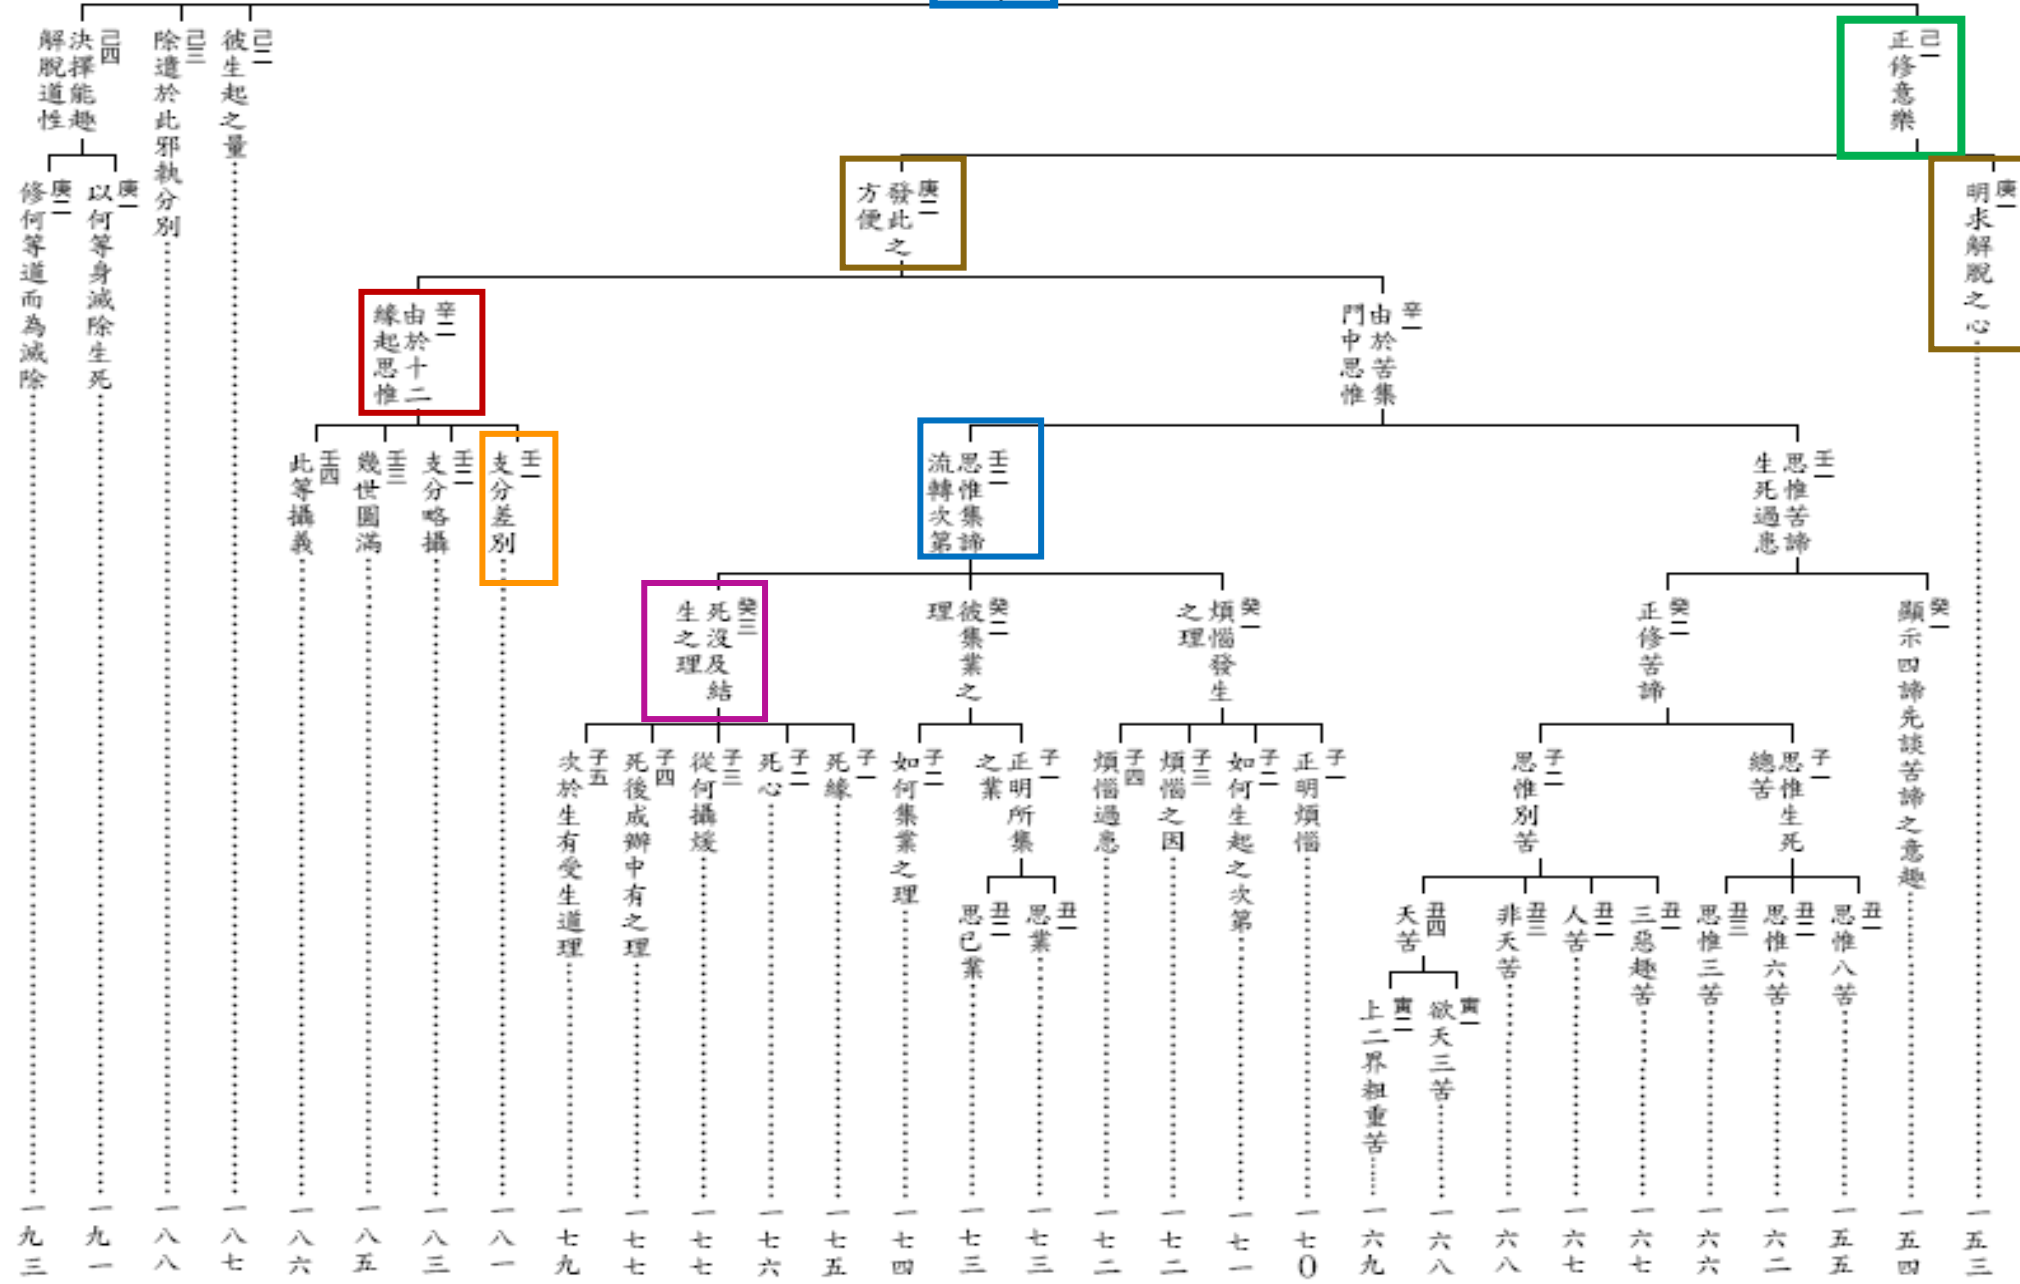 己一
正修意樂
己二
彼生起之量
己三
除遣於此邪執分別
己四
決擇能趣
解脫道性
庚一
明求解脫之心
庚二
發此之
方便
庚一
以何等身滅除生死
庚二
修何等道而為滅除
辛一
由於苦集
門中思惟
辛二
由於十二
緣起思惟
壬一
思惟苦諦
生死過患
壬二
思惟集諦
流轉次第
壬一
支分差別
壬二
支分略攝
壬三
幾世圓滿
壬四
此等攝義
癸一
顯示四諦先談苦諦之意趣
癸二
正修苦諦
癸一
煩惱發生
之理
癸二
彼集業之
理
癸三
死沒及結
生之理
子一
思惟生死
總苦
子二
思惟別苦
子一
正明煩惱
子二
如何生起之次第
子三
煩惱之因
子四
煩惱過患
子一
正明所集
之業
子二
如何集業之理
子一
死緣
子二
死心
子三
從何攝煖
子四
死後成辦中有之理
子五
次於生有受生道理
丑一
思惟八苦
丑二
思惟六苦
丑三
思惟三苦
丑一
三惡趣苦
丑二
人苦
丑三
非天苦
丑四
天苦
丑一
思業
丑二
思已業
寅一
欲天三苦
寅二
上二界粗重苦
一五三
一五四
一五五
一六二
一六六
一六七
一六七
一六八
一六八
一六九
一七0
一七一
一七二
一七二
一七三
一七三
一七四
一七五
一七六
一七七
一七七
一七九
一八一
一八三
一八五
一八六
一八七
一八八
一九一
一九三